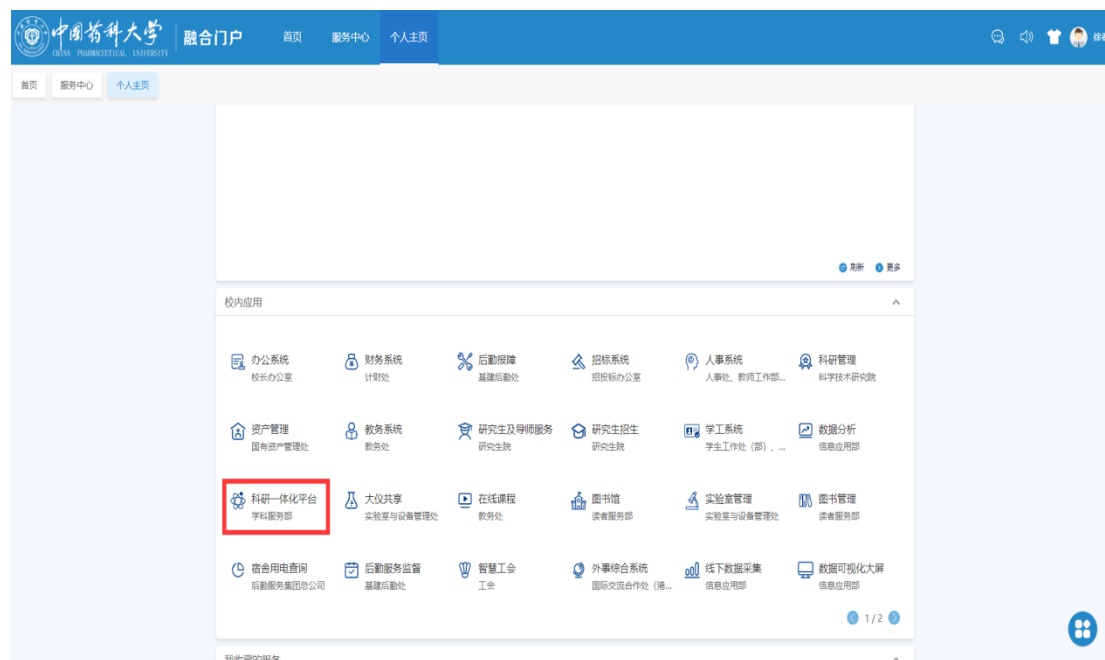 中国药科大学 融合门户 首页 服务中心 个人主页
CHINA PHARMACEUTICAL UNIVERSITY
首页 服务中心 个人主页
刷新 更多
校内应用
办公系统 财务系统 后勤报障 招标系统 人事系统 科研管理
校长办公室 计财处 基建后勤处 招投标办公室 人事处、教师工作部... 科学技术研究院
资产管理 教务系统 研究生及导师服务 研究生招生 学工系统 数据分析
国有资产管理处 教务处 研究生院 研究生院 学生工作处（部）、... 信息应用部
科研一体化平台 大仪共享 在线课程 图书馆 实验室管理 图书管理
学科服务部 实验室与设备管理处 教务处 读者服务部 实验室与设备管理处 读者服务部
宿舍用电查询 后勤服务监督 智慧工会 外事综合系统 线下数据采集 数据可视化大屏
后勤服务集团总公司 基建后勤处 工会 国际交流合作处（港... 信息应用部 信息应用部
1/2
我收藏的服务